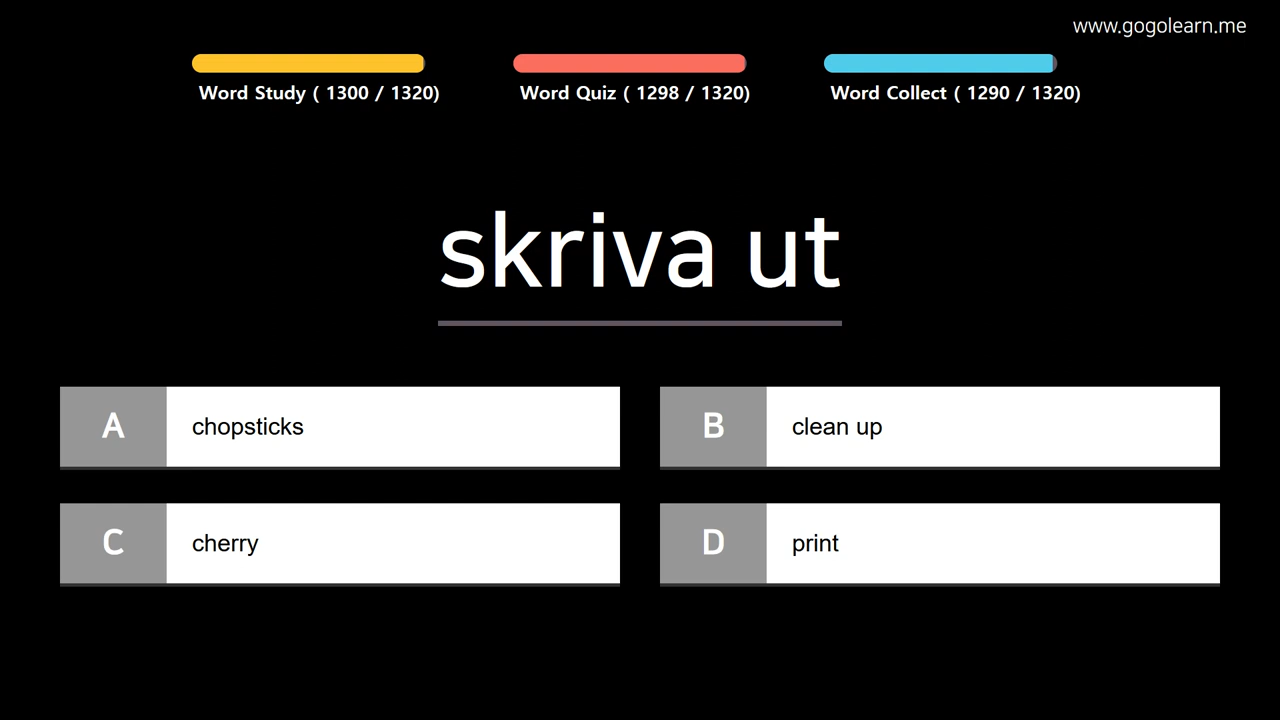 www.gogolearn.me
Word Study ( 1300 / 1320)
Word Quiz ( 1298 / 1320)
Word Collect ( 1290 / 1320)
skriva ut
A chopsticks
B clean up
C cherry
D print